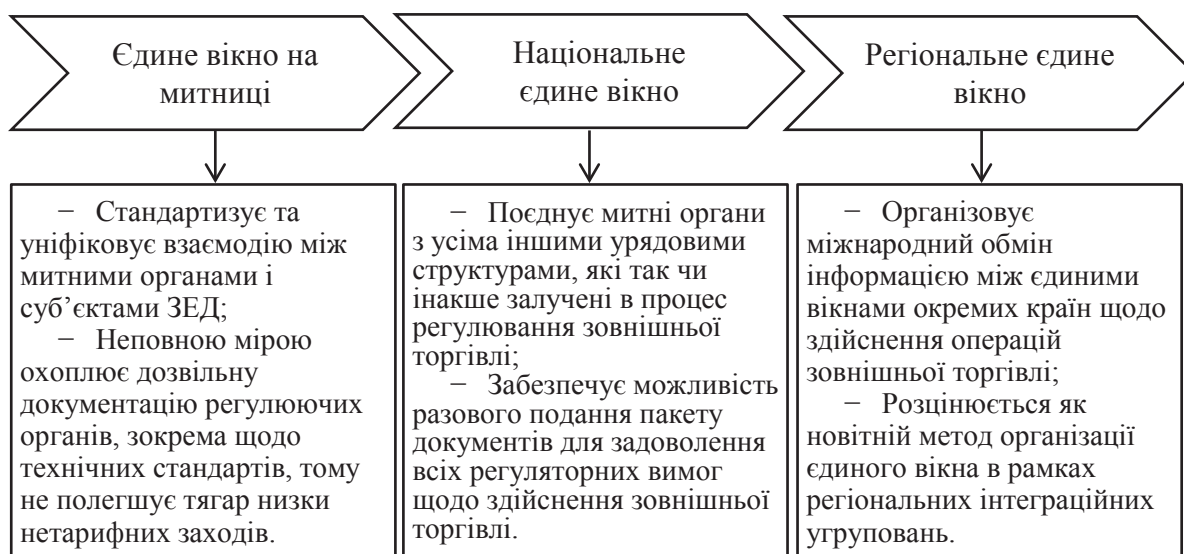 Єдине вікно на
митниці
Національне
єдине вікно
Регіональне єдине
вікно
− Стандартизує та
уніфіковує взаємодію між
митними органами і
суб’єктами ЗЕД;
− Неповною мірою
охоплює дозвільну
документацію регулюючих
органів, зокрема щодо
технічних стандартів, тому
не полегшує тягар низки
нетарифних заходів.
− Поєднує митні органи
з усіма іншими урядовими
структурами, які так чи
інакше залучені в процес
регулювання зовнішньої
торгівлі;
− Забезпечує можливість
разового подання пакету
документів для задоволення
всіх регуляторних вимог
щодо здійснення зовнішньої
торгівлі.
− Організовує
міжнародний обмін
інформацією між єдиними
вікнами окремих країн щодо
здійснення операцій
зовнішньої торгівлі;
− Розцінюється як
новітній метод організації
єдиного вікна в рамках
регіональних інтеграційних
угруповань.